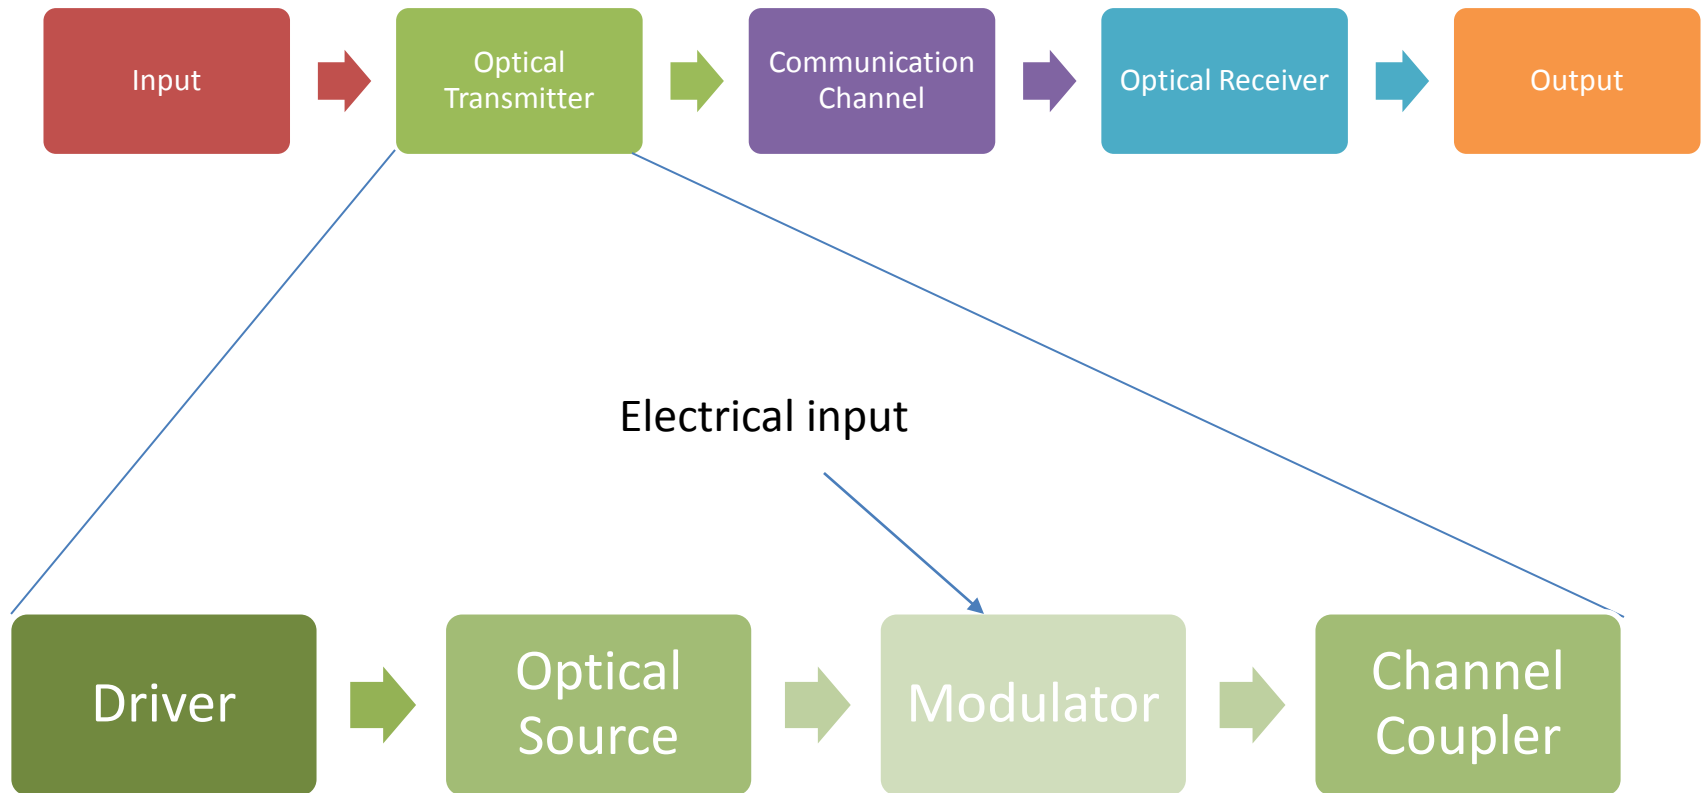 Input
Optical
Transmitter
Communication
Channel
Optical Receiver
Output
Electrical input
Driver
Optical
Source
Modulator
Channel
Coupler